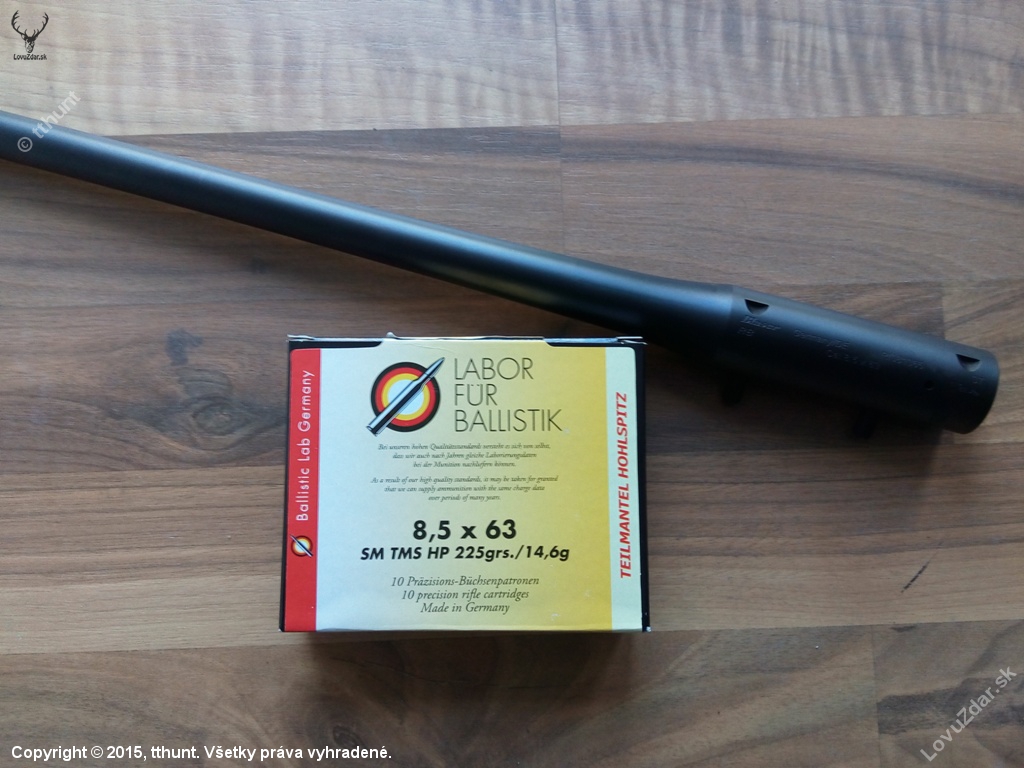 LovuZdar.sk
© tthunt
Ballistic Lab Germany
LABOR
FÜR
BALLISTIK
Bei unseren hohen Qualitätsstandards versteht es sich von selbst,
dass wir auch nach Jahren gleiche Laborierungsdaten
bei der Munition nachliefern können.
As a result of our high quality standards, it may be taken for granted
that we can supply ammunition with the same charge data
over periods of many years.
8,5 x 63
SM TMS HP 225grs./14,6g
10 Präzisions-Büchsenpatronen
10 precision rifle cartridges
Made in Germany
TEILMANTEL HOHLSPITZ
LovuZdar.sk
Copyright © 2015, tthunt. Všetky práva vyhradené.